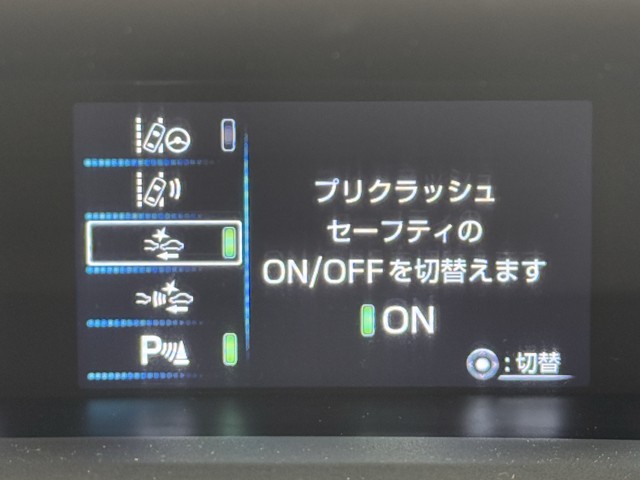 プリクラッシュ
セーフティの
ON/OFFを切替えます
ON
P
:切替